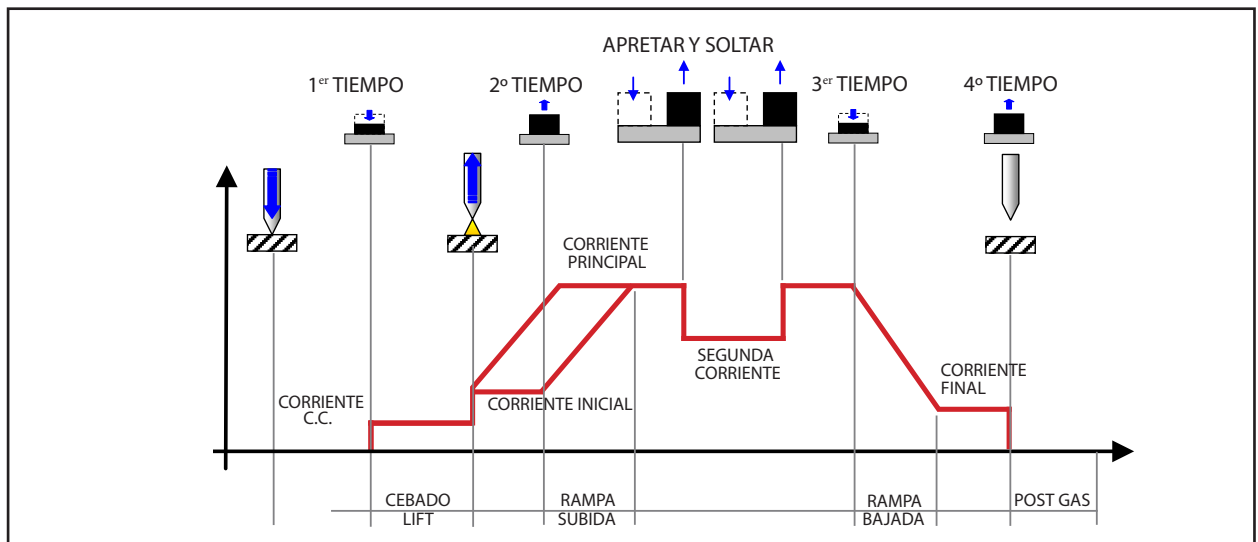 APRETAR Y SOLTAR
1er TIEMPO
2º TIEMPO
3er TIEMPO
4º TIEMPO
CORRIENTE
PRINCIPAL
SEGUNDA
CORRIENTE
CORRIENTE
FINAL
CORRIENTE
C.C.
CORRIENTE INICIAL
CEBADO
LIFT
RAMPA
SUBIDA
RAMPA
BAJADA
POST GAS